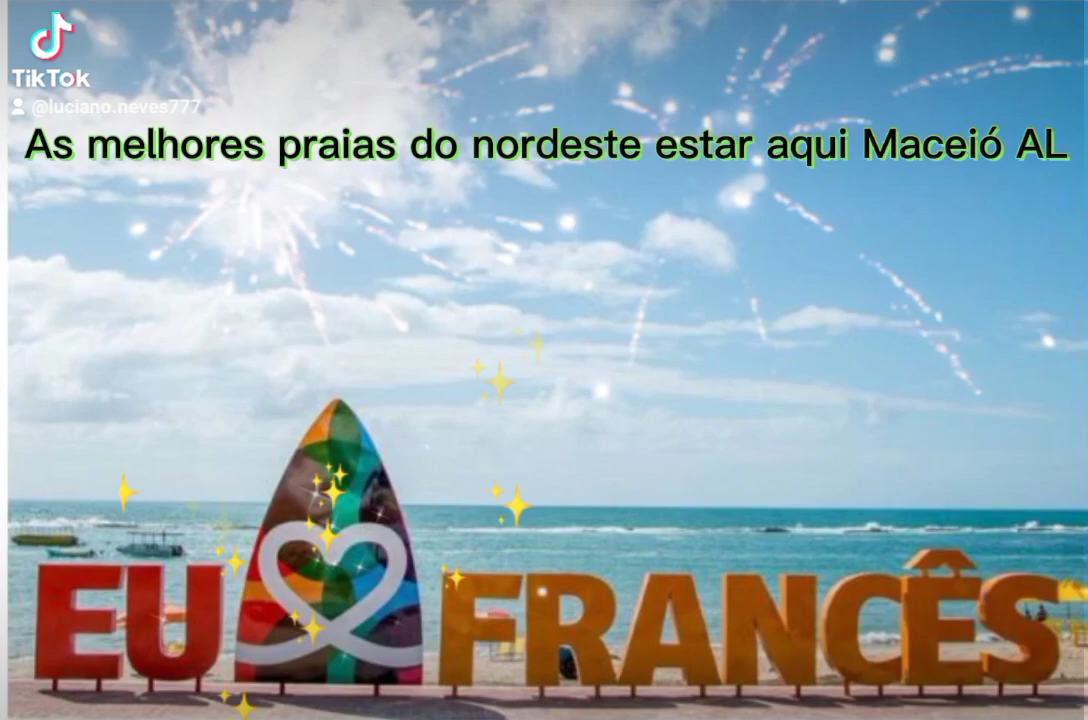 TikTok
@luciano.neves777
As melhores praias do nordeste estar aqui Maceió AL
EU FRANCÊS